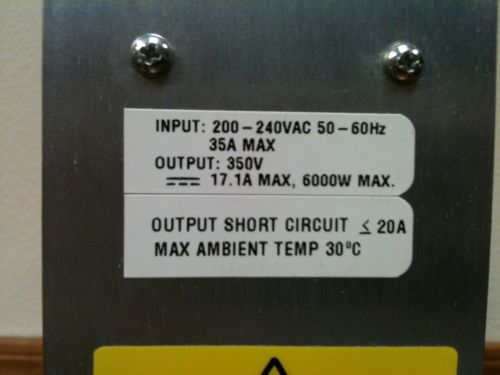 INPUT: 200-240VAC 50-60Hz
35A MAX
OUTPUT: 350V
⎓ 17.1A MAX, 6000W MAX.
OUTPUT SHORT CIRCUIT ≤ 20A
MAX AMBIENT TEMP 30°C